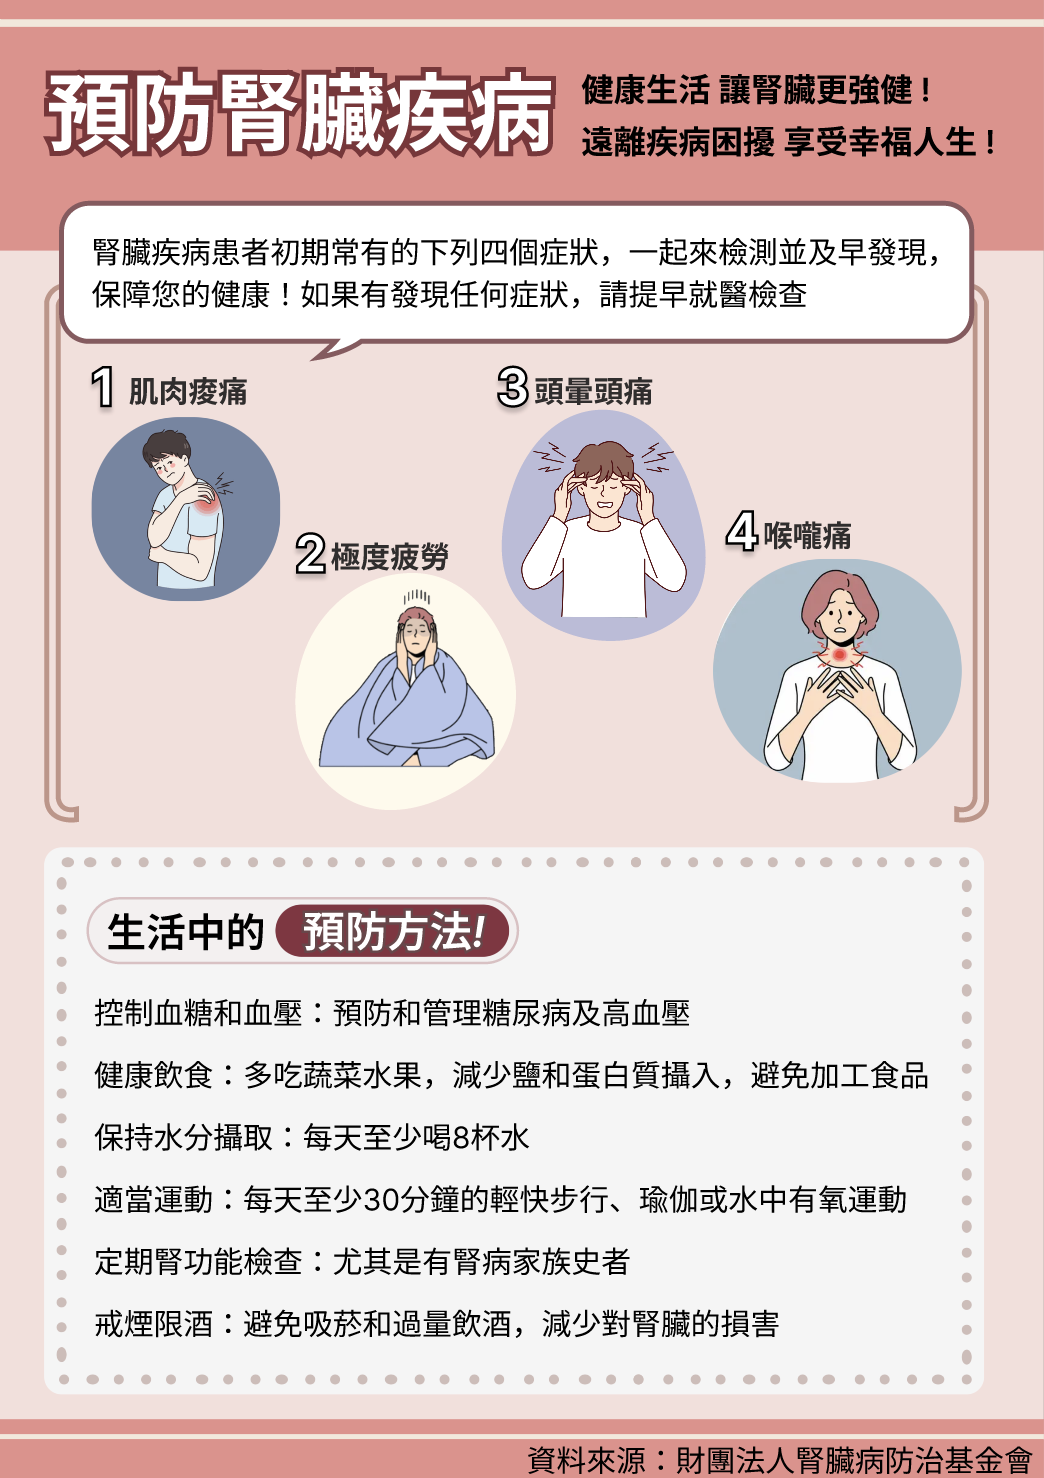 預防腎臟疾病
健康生活 讓腎臟更強健！
遠離疾病困擾 享受幸福人生！
腎臟疾病患者初期常有的下列四個症狀，一起來檢測並及早發現，
保障您的健康！如果有發現任何症狀，請提早就醫檢查
1 肌肉痠痛
2 極度疲勞
3 頭暈頭痛
4 喉嚨痛
生活中的 預防方法!
控制血糖和血壓：預防和管理糖尿病及高血壓
健康飲食：多吃蔬菜水果，減少鹽和蛋白質攝入，避免加工食品
保持水分攝取：每天至少喝8杯水
適當運動：每天至少30分鐘的輕快步行、瑜伽或水中有氧運動
定期腎功能檢查：尤其是有腎病家族史者
戒煙限酒：避免吸菸和過量飲酒，減少對腎臟的損害
資料來源：財團法人腎臟病防治基金會